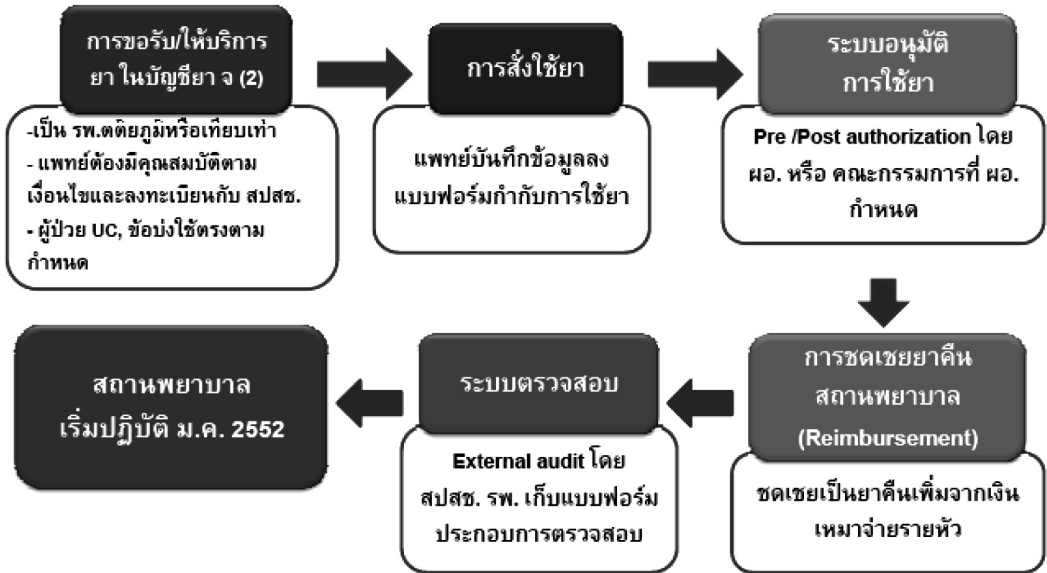 การขอรับ/ให้บริการ
ยา ในบัญชียา จ (2)
-เป็น รพ.ตติยภูมิหรือเทียบเท่า
- แพทย์ต้องมีคุณสมบัติตาม
เงื่อนไขและลงทะเบียนกับ สปสช.
- ผู้ป่วย UC, ข้อบ่งใช้ตรงตาม
กำหนด
การสั่งใช้ยา
แพทย์บันทึกข้อมูลลง
แบบฟอร์มกำกับการใช้ยา
ระบบอนุมัติ
การใช้ยา
Pre /Post authorization โดย
ผอ. หรือ คณะกรรมการที่ ผอ.
กำหนด
การชดเชยยาคืน
สถานพยาบาล
(Reimbursement)
ชดเชยเป็นยาคืนเพิ่มจากเงิน
เหมาจ่ายรายหัว
ระบบตรวจสอบ
External audit โดย
สปสช. รพ. เก็บแบบฟอร์ม
ประกอบการตรวจสอบ
สถานพยาบาล
เริ่มปฏิบัติ ม.ค. 2552